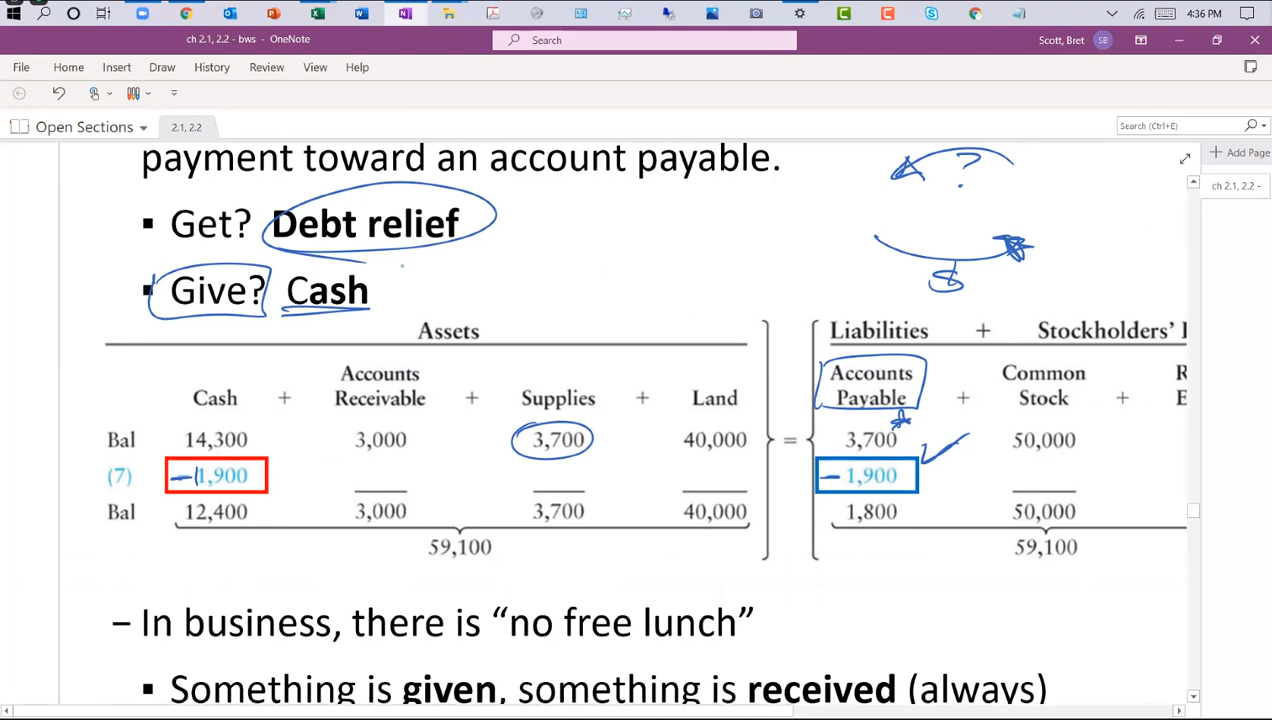 4:36 PM
ch 2.1, 2.2 - bws - OneNote
Search
Scott, Bret
SB
File Home Insert Draw History Review View Help
Open Sections
2.1, 2.2
Search (Ctrl+E)
Add Page
ch 2.1, 2.2 -
payment toward an account payable.
▪ Get? Debt relief
▪ Give? Cash
?
$
Assets
Liabilities + Stockholders' E
Cash + Accounts Receivable + Supplies + Land = Accounts Payable + Common Stock + R E
Bal 14,300 3,000 3,700 40,000 3,700 50,000
(7) -1,900 -1,900
Bal 12,400 3,000 3,700 40,000 1,800 50,000
59,100 59,100
– In business, there is “no free lunch”
▪ Something is given, something is received (always)